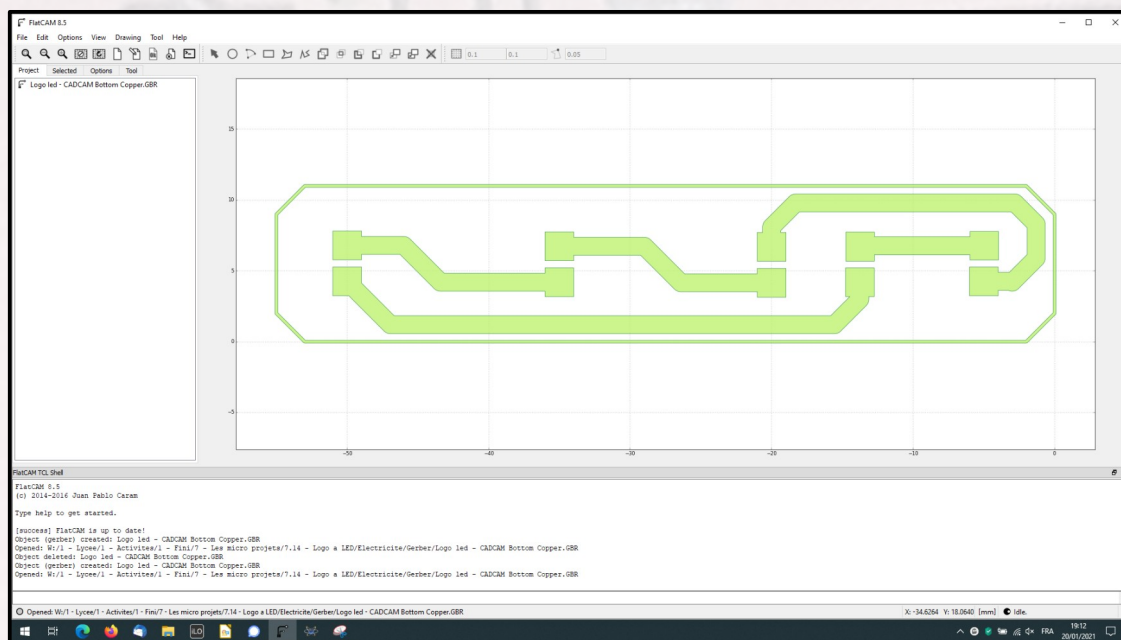 FlatCAM 8.5
File Edit Options View Drawing Tool Help
0.1 0.1 0.05
Project Selected Options Tool
Logo led - CADCAM Bottom Copper.GBR
15
10
5
0
-5
-50 -40 -30 -20 -10 0
FlatCAM TCL Shell
FlatCAM 8.5
(c) 2014-2016 Juan Pablo Caram
Type help to get started.
[success] FlatCAM is up to date!
Object (gerber) created: Logo led - CADCAM Bottom Copper.GBR
Opened: W:/1 - Lycee/1 - Activites/1 - Fini/7 - Les micro projets/7.14 - Logo a LED/Electricite/Gerber/Logo led - CADCAM Bottom Copper.GBR
Object deleted: Logo led - CADCAM Bottom Copper.GBR
Object (gerber) created: Logo led - CADCAM Bottom Copper.GBR
Opened: W:/1 - Lycee/1 - Activites/1 - Fini/7 - Les micro projets/7.14 - Logo a LED/Electricite/Gerber/Logo led - CADCAM Bottom Copper.GBR
Opened: W:/1 - Lycee/1 - Activites/1 - Fini/7 - Les micro projets/7.14 - Logo a LED/Electricite/Gerber/Logo led - CADCAM Bottom Copper.GBR X: -34.6264 Y: 18.0640 [mm] Idle.
iLO FRA 19:12
20/01/2021